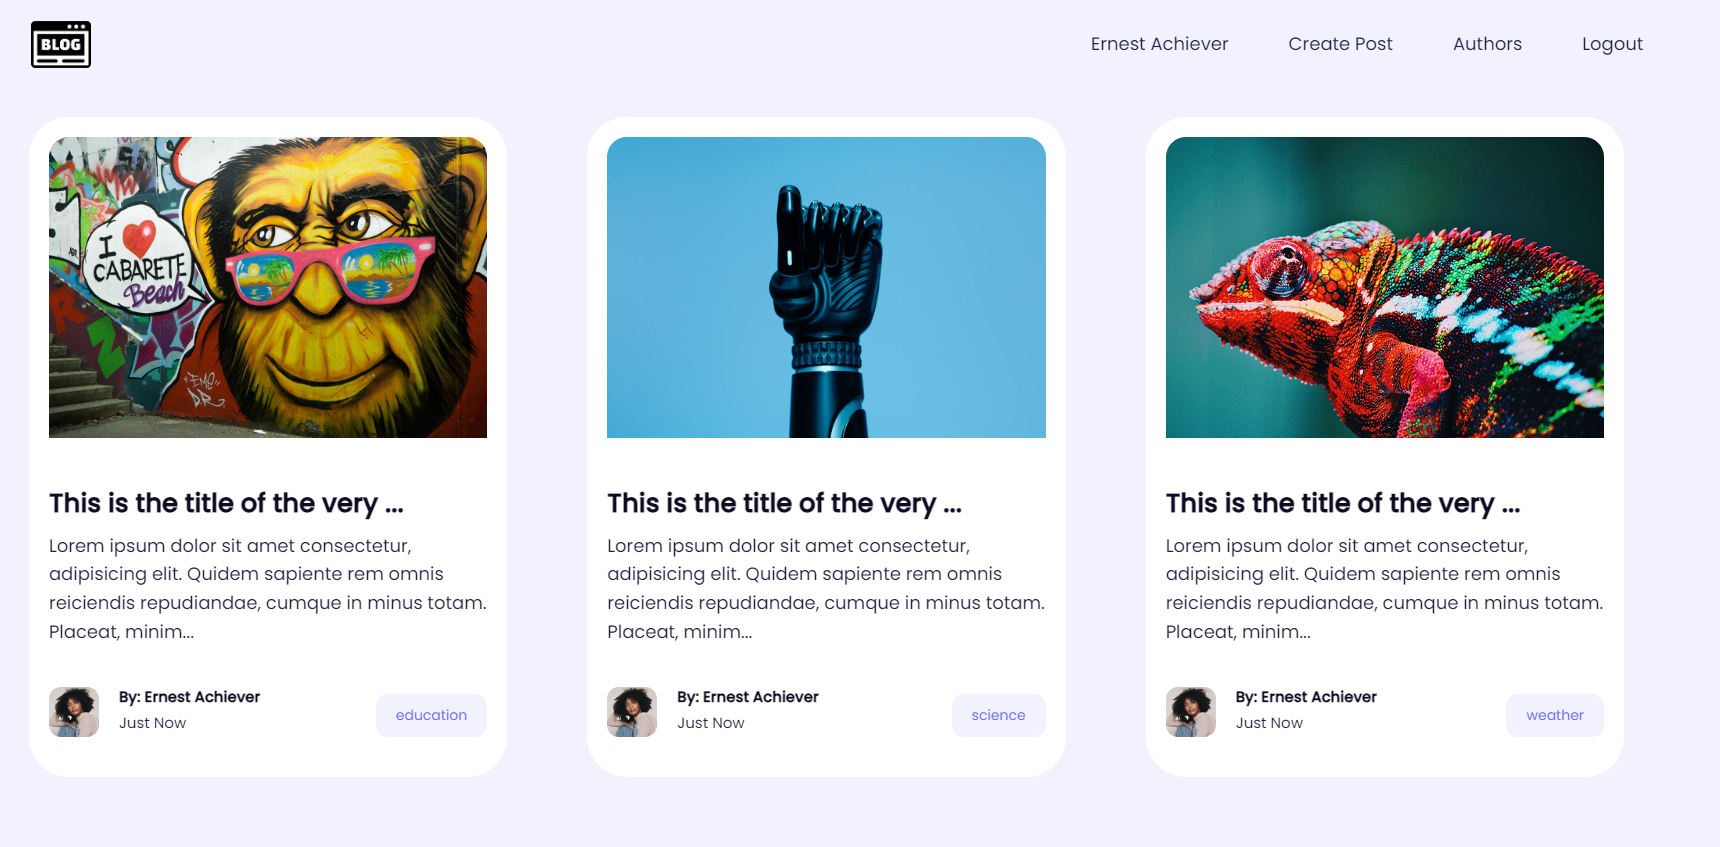 BLOG
Ernest Achiever
Create Post
Authors
Logout
I ❤
CABARETE
Beach
This is the title of the very ...
Lorem ipsum dolor sit amet consectetur,
adipisicing elit. Quidem sapiente rem omnis
reiciendis repudiandae, cumque in minus totam.
Placeat, minim...
By: Ernest Achiever
Just Now
education
This is the title of the very ...
Lorem ipsum dolor sit amet consectetur,
adipisicing elit. Quidem sapiente rem omnis
reiciendis repudiandae, cumque in minus totam.
Placeat, minim...
By: Ernest Achiever
Just Now
science
This is the title of the very ...
Lorem ipsum dolor sit amet consectetur,
adipisicing elit. Quidem sapiente rem omnis
reiciendis repudiandae, cumque in minus totam.
Placeat, minim...
By: Ernest Achiever
Just Now
weather